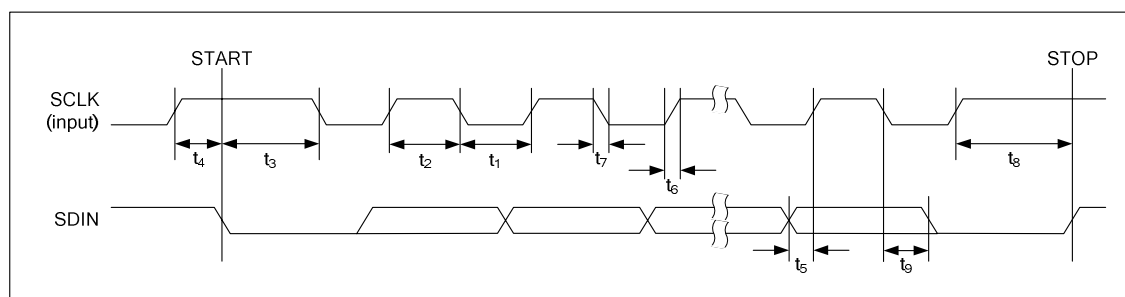 START
STOP
SCLK
(input)
t4
t3
t2
t1
t7
t6
t8
SDIN
t5
t9